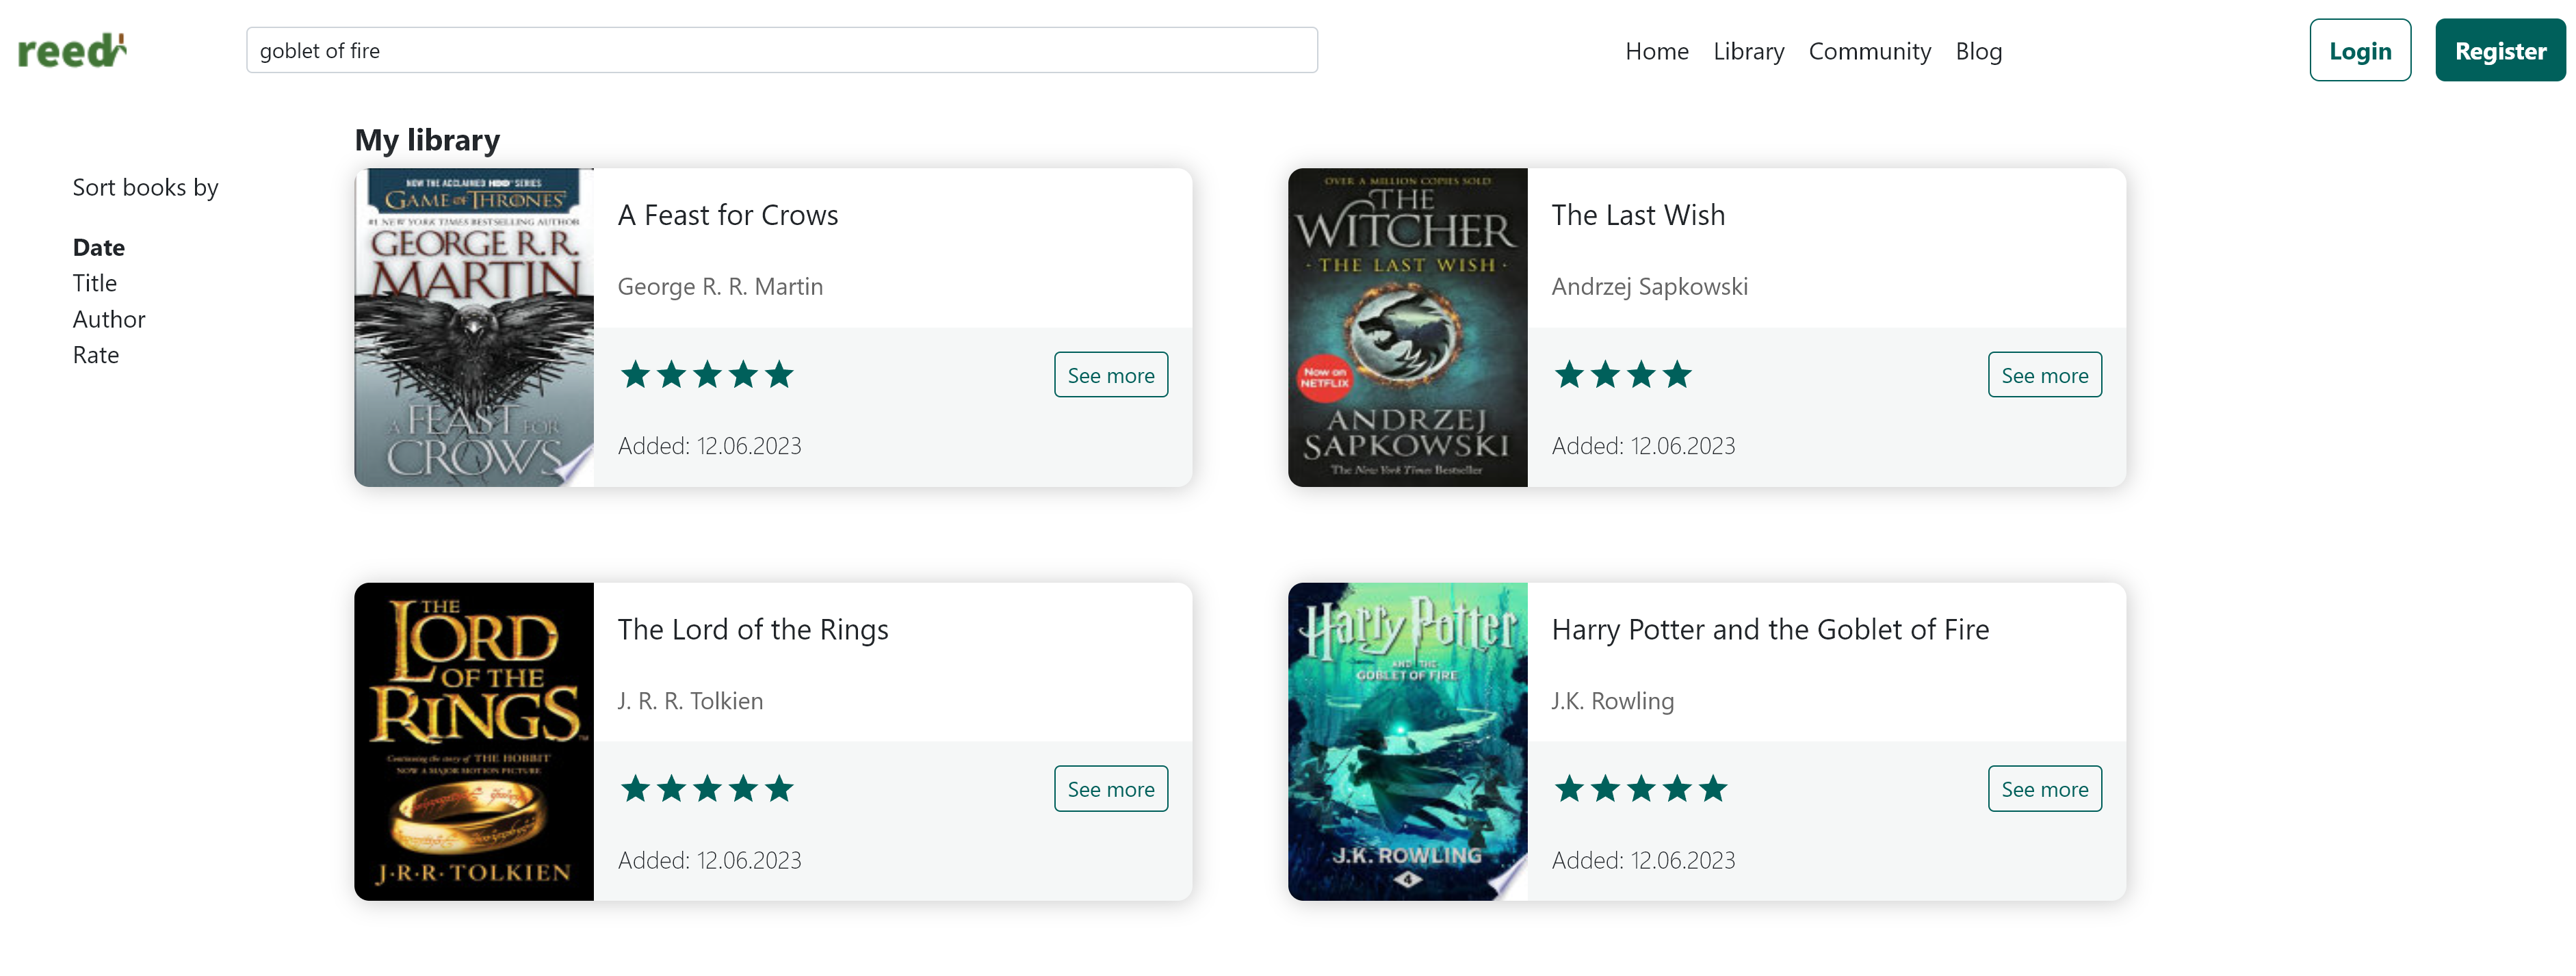 reed
goblet of fire
Home Library Community Blog
Login
Register
My library
Sort books by
Date
Title
Author
Rate
NOW THE ACCLAIMED HBO SERIES
GAME OF THRONES
#1 NEW YORK TIMES BESTSELLING AUTHOR
GEORGE R.R.
MARTIN
A FEAST FOR
CROWS
A Feast for Crows
George R. R. Martin
See more
Added: 12.06.2023
OVER A MILLION COPIES SOLD
THE
WITCHER
· THE LAST WISH ·
Now on
NETFLIX
ANDRZEJ
SAPKOWSKI
The New York Times Bestseller
The Last Wish
Andrzej Sapkowski
See more
Added: 12.06.2023
THE
LORD
OF THE
RINGS™
Continuing the story of THE HOBBIT
NOW A MAJOR MOTION PICTURE
J·R·R·TOLKIEN
The Lord of the Rings
J. R. R. Tolkien
See more
Added: 12.06.2023
Harry Potter
AND THE
GOBLET OF FIRE
J.K. ROWLING
4
Harry Potter and the Goblet of Fire
J.K. Rowling
See more
Added: 12.06.2023